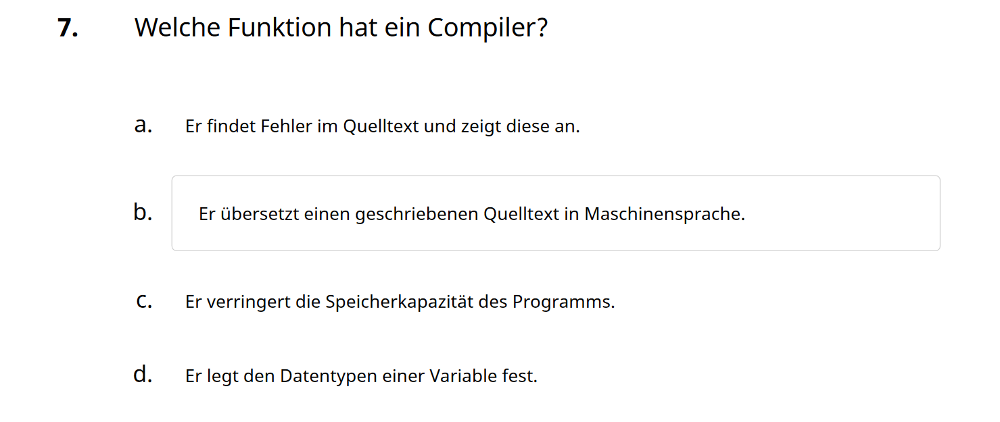 7. Welche Funktion hat ein Compiler?
a. Er findet Fehler im Quelltext und zeigt diese an.
b. Er übersetzt einen geschriebenen Quelltext in Maschinensprache.
c. Er verringert die Speicherkapazität des Programms.
d. Er legt den Datentypen einer Variable fest.